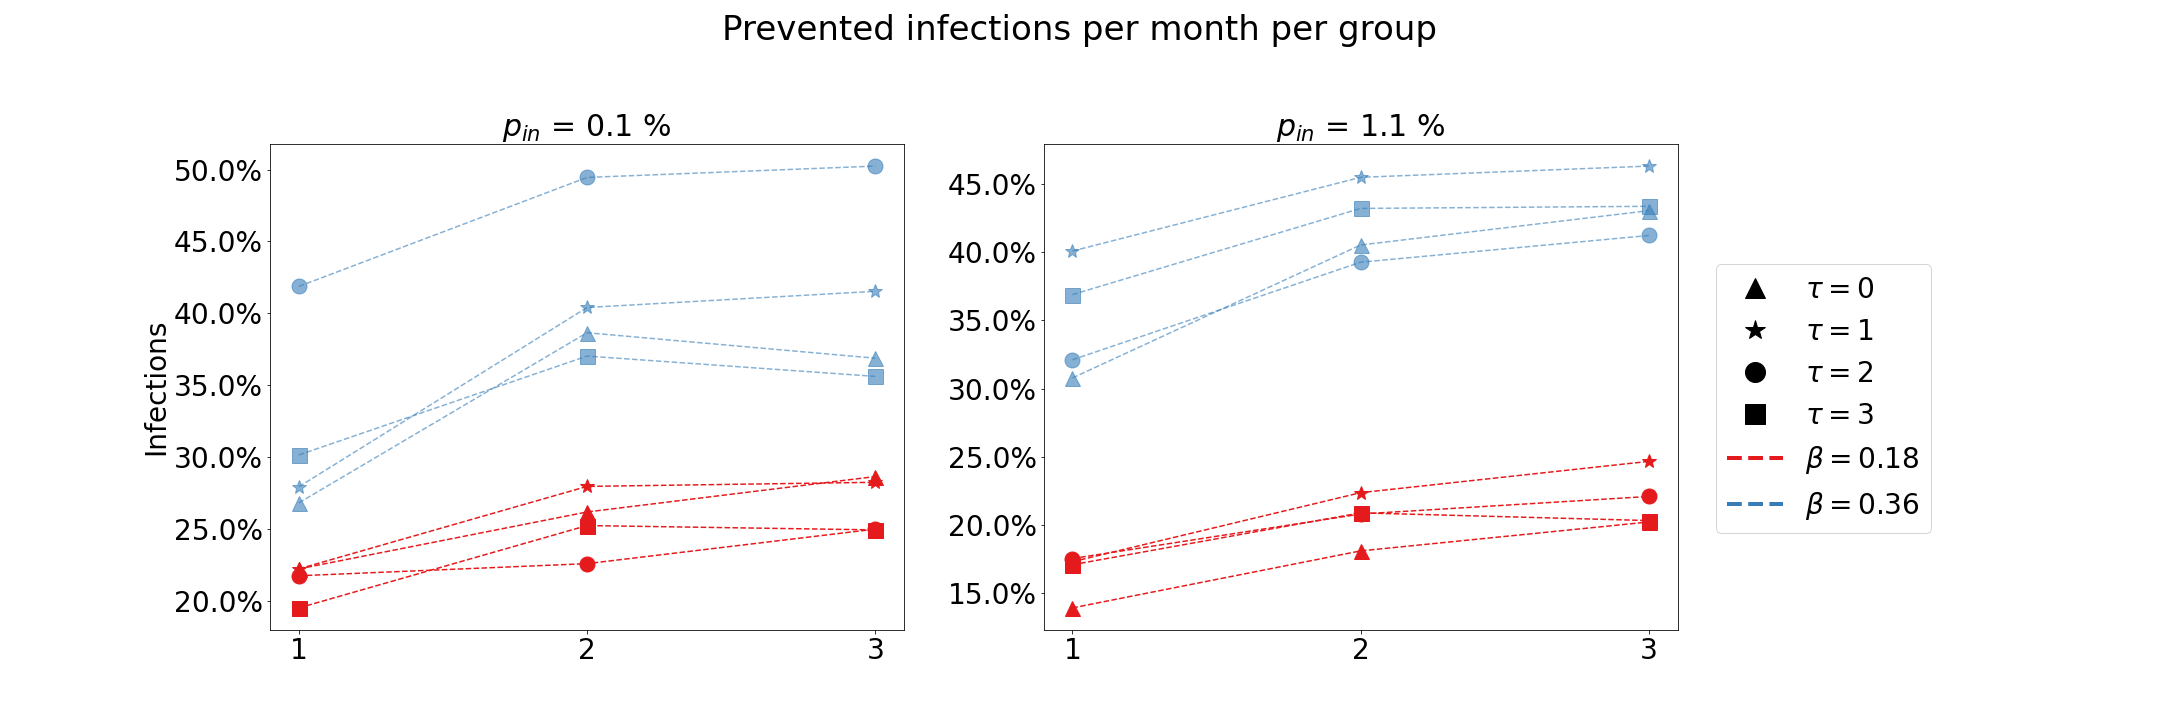 Prevented infections per month per group
p_in = 0.1 %
50.0%
45.0%
40.0%
35.0%
30.0%
25.0%
20.0%
Infections
1 2 3
p_in = 1.1 %
45.0%
40.0%
35.0%
30.0%
25.0%
20.0%
15.0%
1 2 3
τ = 0
τ = 1
τ = 2
τ = 3
β = 0.18
β = 0.36